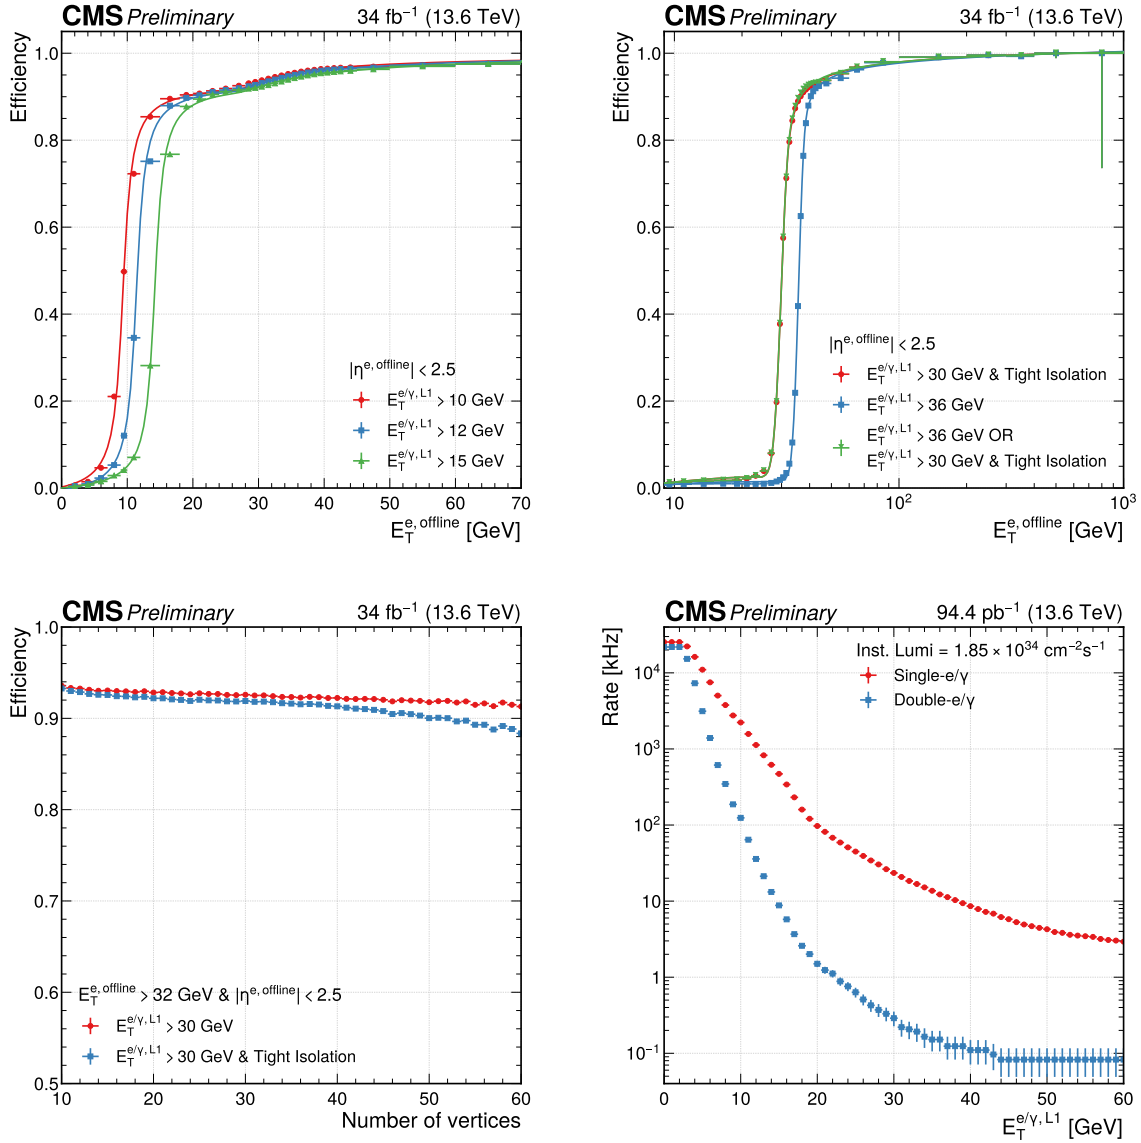 CMS Preliminary 34 fb⁻¹ (13.6 TeV)
Efficiency
1.0
0.8
0.6
0.4
0.2
0.0
|η^{e, offline}| < 2.5
E_T^{e/γ, L1} > 10 GeV
E_T^{e/γ, L1} > 12 GeV
E_T^{e/γ, L1} > 15 GeV
0 10 20 30 40 50 60 70
E_T^{e, offline} [GeV]
CMS Preliminary 34 fb⁻¹ (13.6 TeV)
Efficiency
1.0
0.8
0.6
0.4
0.2
0.0
|η^{e, offline}| < 2.5
E_T^{e/γ, L1} > 30 GeV & Tight Isolation
E_T^{e/γ, L1} > 36 GeV
E_T^{e/γ, L1} > 36 GeV OR
E_T^{e/γ, L1} > 30 GeV & Tight Isolation
10 10² 10³
E_T^{e, offline} [GeV]
CMS Preliminary 34 fb⁻¹ (13.6 TeV)
Efficiency
1.0
0.9
0.8
0.7
0.6
0.5
E_T^{e, offline} > 32 GeV & |η^{e, offline}| < 2.5
E_T^{e/γ, L1} > 30 GeV
E_T^{e/γ, L1} > 30 GeV & Tight Isolation
10 20 30 40 50 60
Number of vertices
CMS Preliminary 94.4 pb⁻¹ (13.6 TeV)
Rate [kHz]
10⁴
10³
10²
10
1
10⁻¹
Inst. Lumi = 1.85 × 10³⁴ cm⁻²s⁻¹
Single-e/γ
Double-e/γ
0 10 20 30 40 50 60
E_T^{e/γ, L1} [GeV]